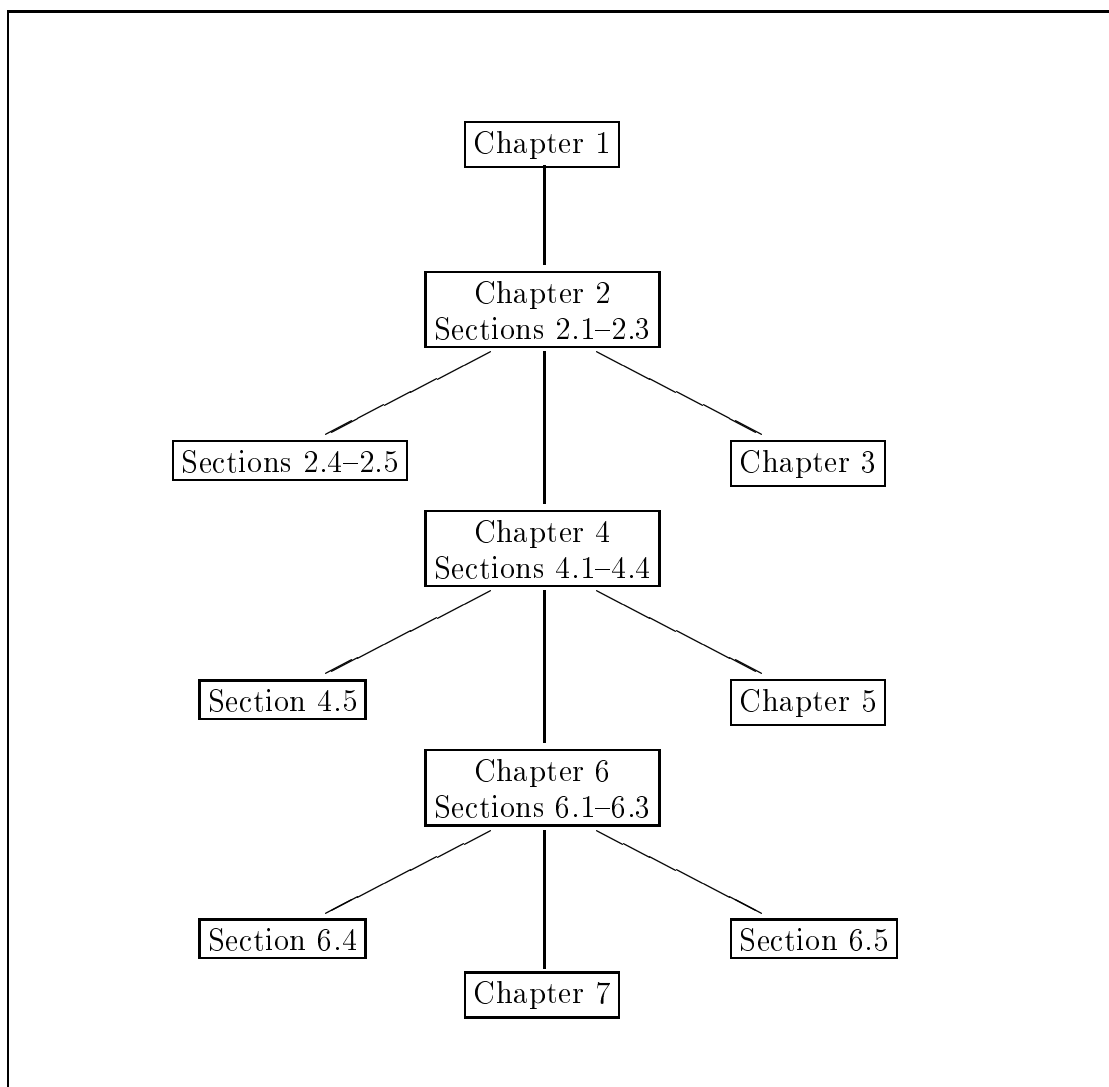 Chapter 1
Chapter 2
Sections 2.1–2.3
Sections 2.4–2.5
Chapter 3
Chapter 4
Sections 4.1–4.4
Section 4.5
Chapter 5
Chapter 6
Sections 6.1–6.3
Section 6.4
Section 6.5
Chapter 7